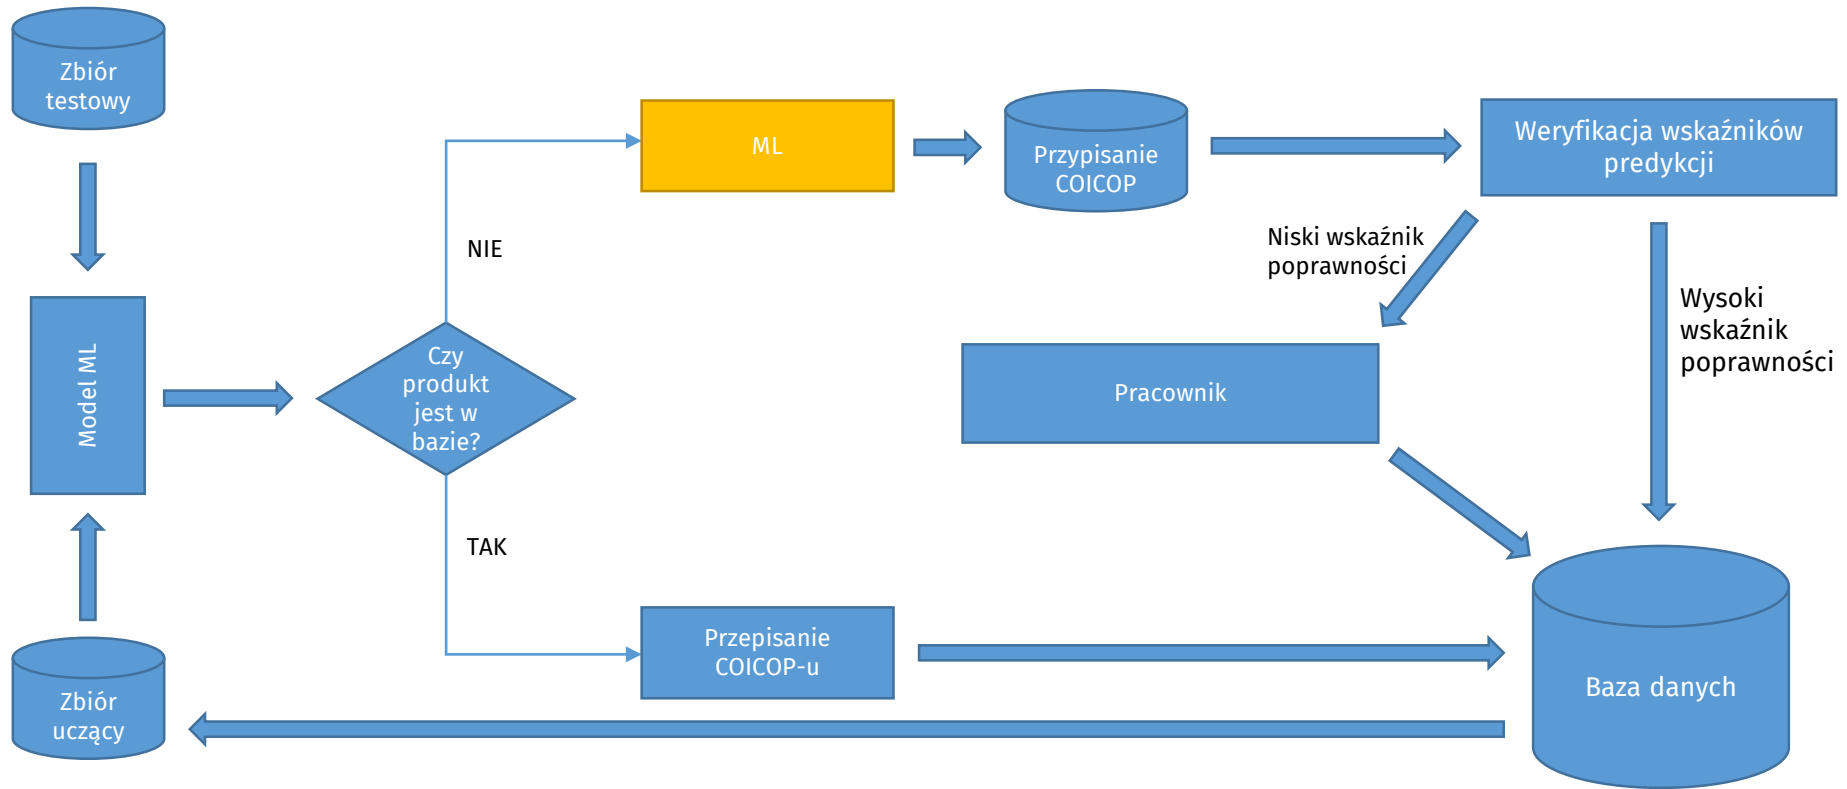 Zbiór
testowy
ML
Przypisanie
COICOP
Weryfikacja wskaźników
predykcji
NIE
Niski wskaźnik
poprawności
Wysoki
wskaźnik
poprawności
Model ML
Czy
produkt
jest w
bazie?
Pracownik
TAK
Przepisanie
COICOP-u
Baza danych
Zbiór
uczący